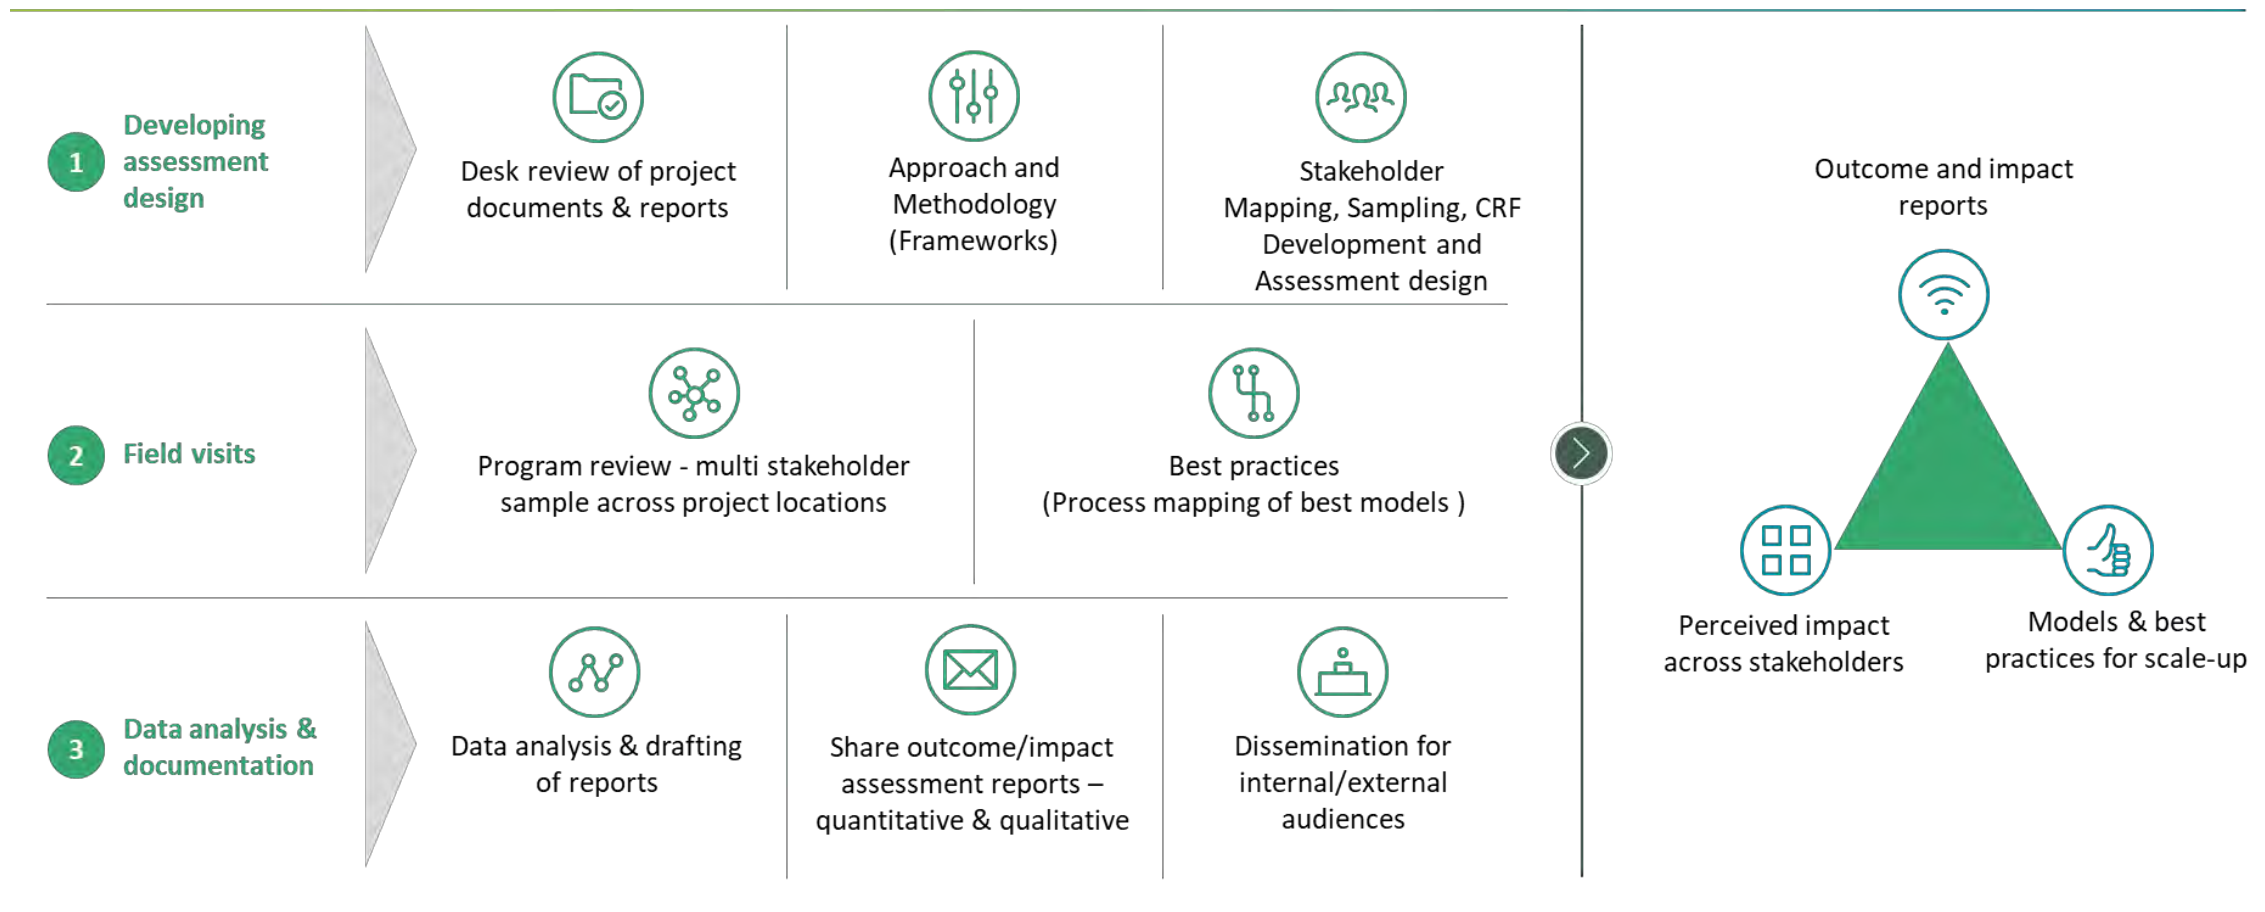 1
Developing
assessment
design
Desk review of project
documents & reports
Approach and
Methodology
(Frameworks)
Stakeholder
Mapping, Sampling, CRF
Development and
Assessment design
2
Field visits
Program review - multi stakeholder
sample across project locations
Best practices
(Process mapping of best models )
3
Data analysis &
documentation
Data analysis & drafting
of reports
Share outcome/impact
assessment reports –
quantitative & qualitative
Dissemination for
internal/external
audiences
Outcome and impact
reports
Perceived impact
across stakeholders
Models & best
practices for scale-up